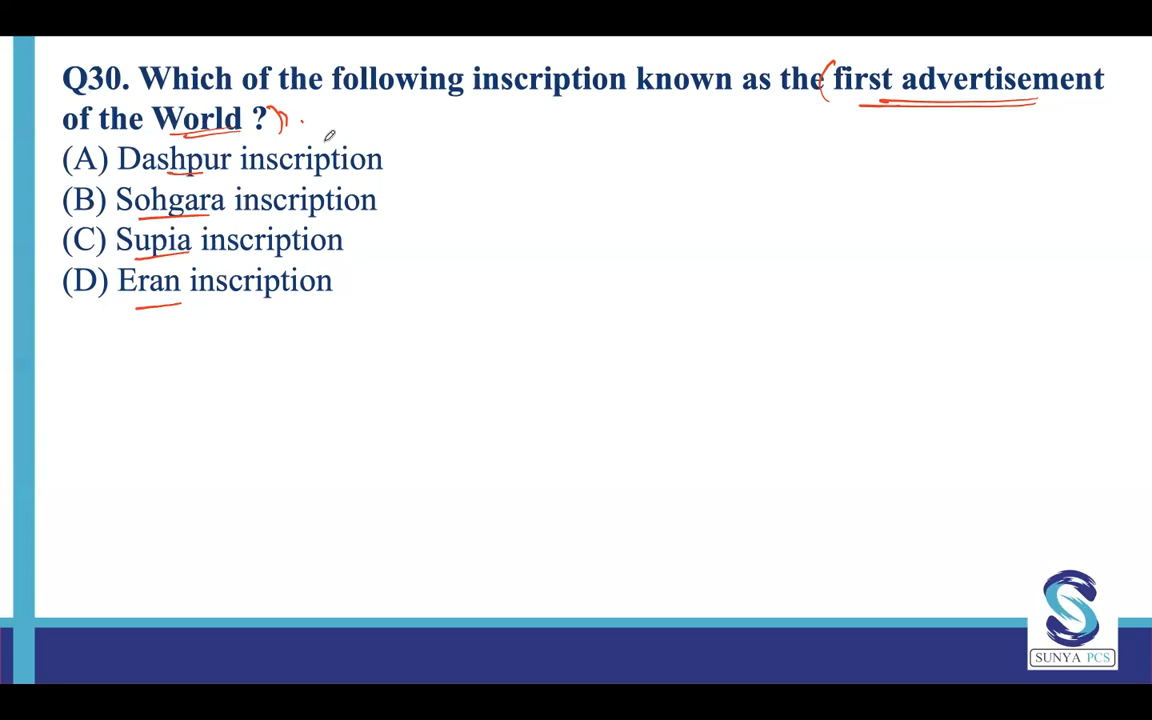 Q30. Which of the following inscription known as the first advertisement
of the World ?
(A) Dashpur inscription
(B) Sohgara inscription
(C) Supia inscription
(D) Eran inscription
SUNYA PCS